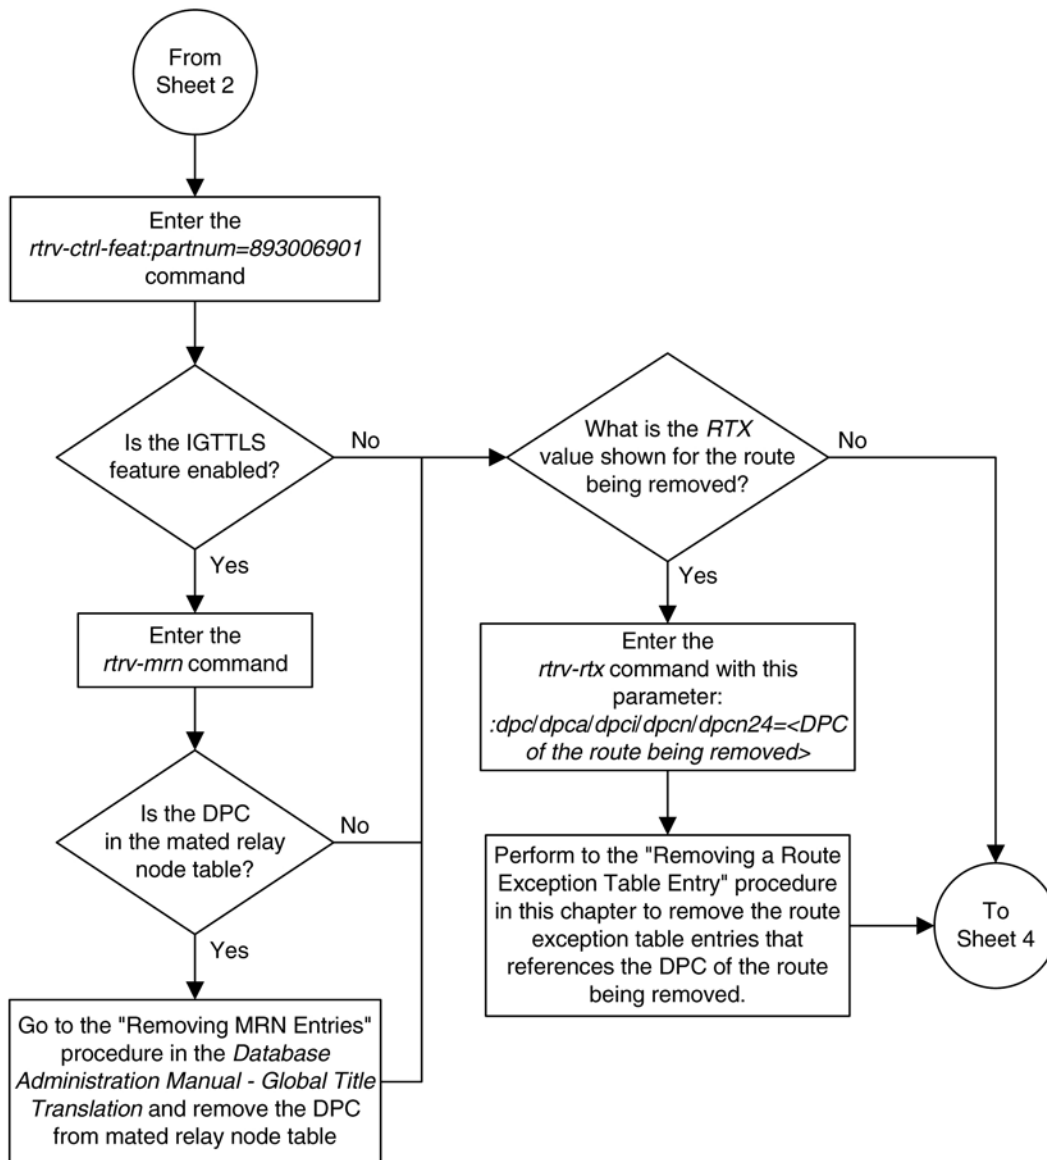 From
Sheet 2
Enter the
rtrv-ctrl-feat:partnum=893006901
command
Is the IGTTLS
feature enabled?
No
Yes
Enter the
rtrv-mrn command
Is the DPC
in the mated relay
node table?
No
Yes
Go to the "Removing MRN Entries"
procedure in the Database
Administration Manual - Global Title
Translation and remove the DPC
from mated relay node table
What is the RTX
value shown for the route
being removed?
No
Yes
Enter the
rtrv-rtx command with this
parameter:
:dpc/dpca/dpci/dpcn/dpcn24=<DPC
of the route being removed>
Perform to the "Removing a Route
Exception Table Entry" procedure
in this chapter to remove the route
exception table entries that
references the DPC of the route
being removed.
To
Sheet 4